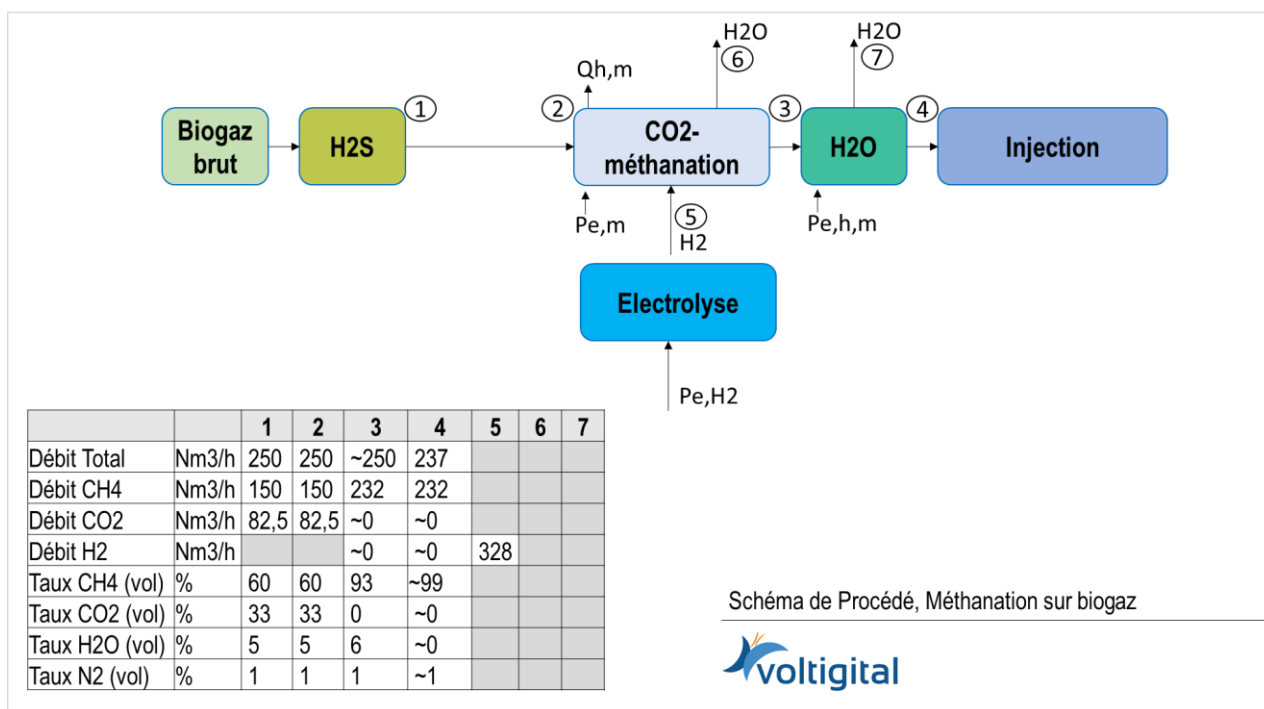 H2O
H2O
Qh,m
6
7
1
2
3
4
Biogaz
brut
H2S
CO2-
méthanation
H2O
Injection
Pe,m
5
H2
Pe,h,m
Electrolyse
Pe,H2
1 2 3 4 5 6 7
Débit Total Nm3/h 250 250 ~250 237
Débit CH4 Nm3/h 150 150 232 232
Débit CO2 Nm3/h 82,5 82,5 ~0 ~0
Débit H2 Nm3/h ~0 ~0 328
Taux CH4 (vol) % 60 60 93 ~99
Taux CO2 (vol) % 33 33 0 ~0
Taux H2O (vol) % 5 5 6 ~0
Taux N2 (vol) % 1 1 1 ~1
Schéma de Procédé, Méthanation sur biogaz
voltigital